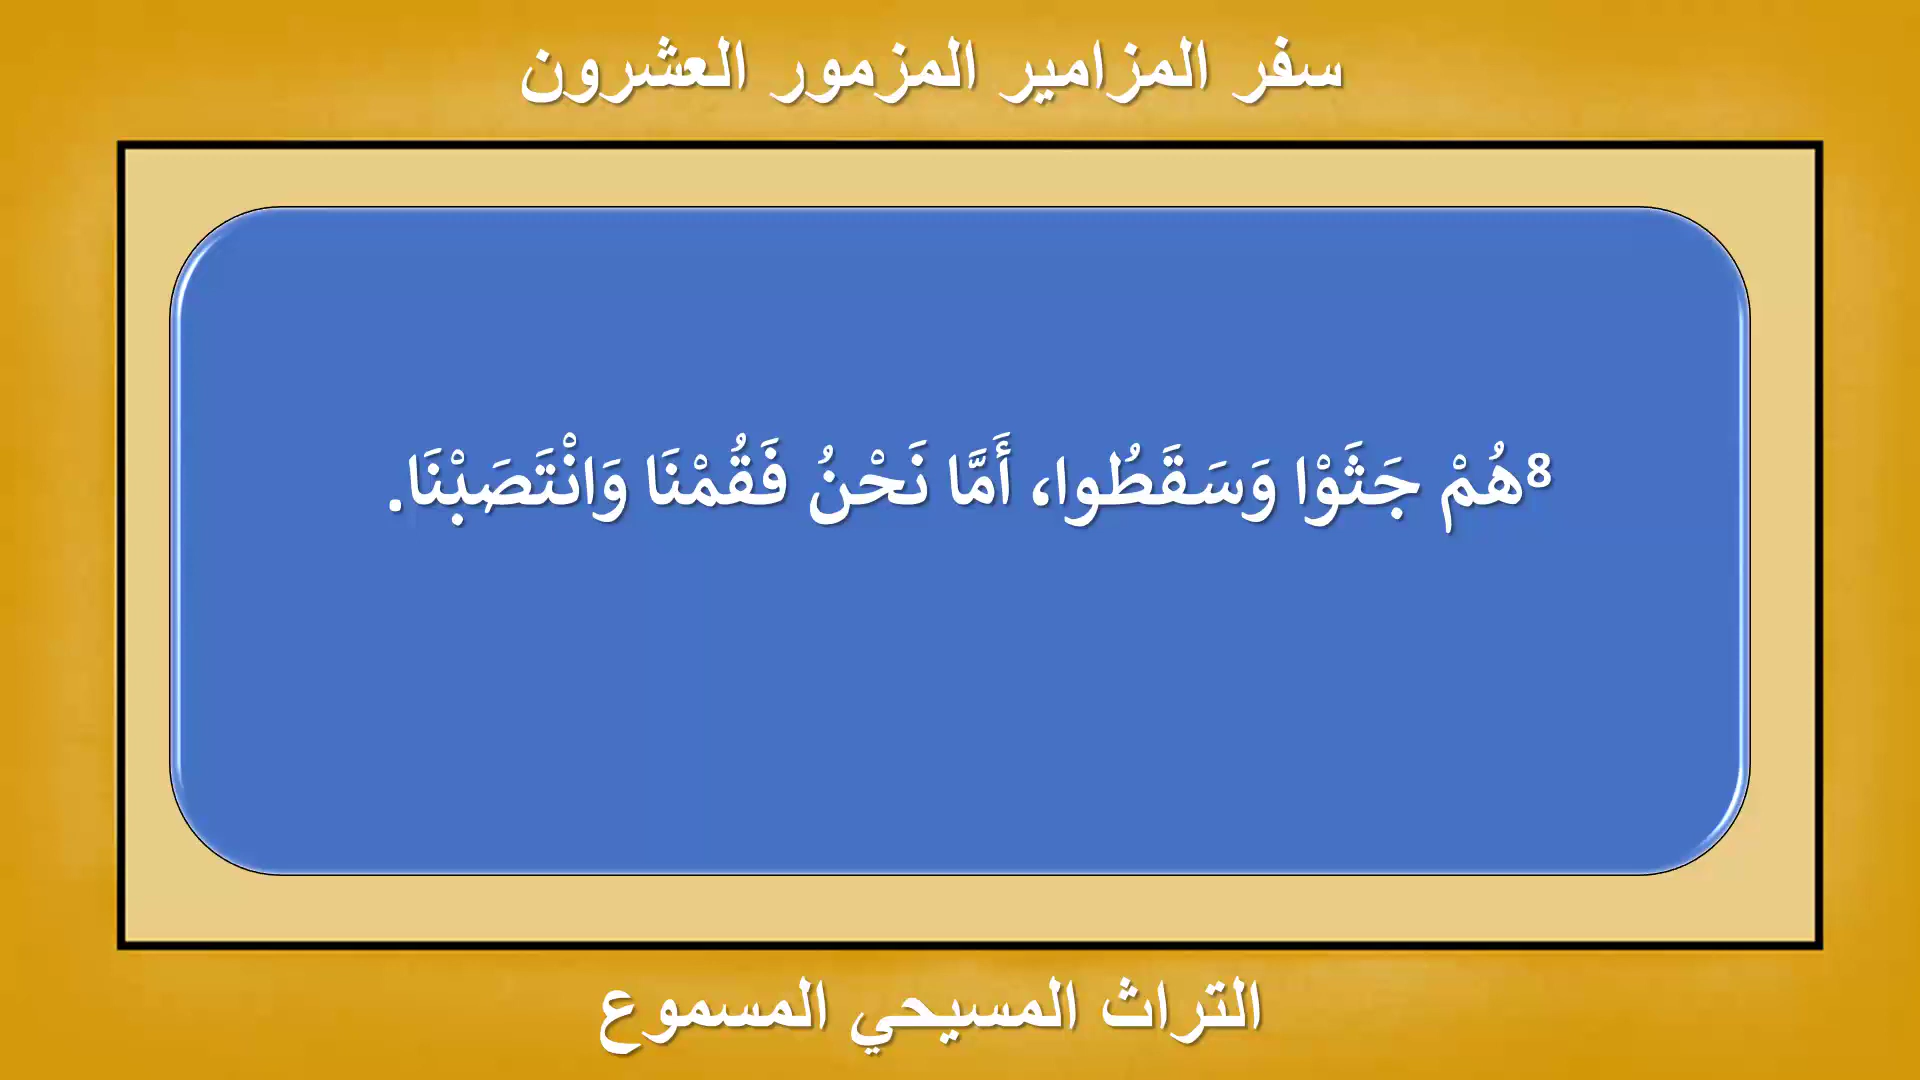 سفر المزامير المزمور العشرون
8هُمْ جَثَوْا وَسَقَطُوا، أَمَّا نَحْنُ فَقُمْنَا وَانْتَصَبْنَا.
التراث المسيحي المسموع